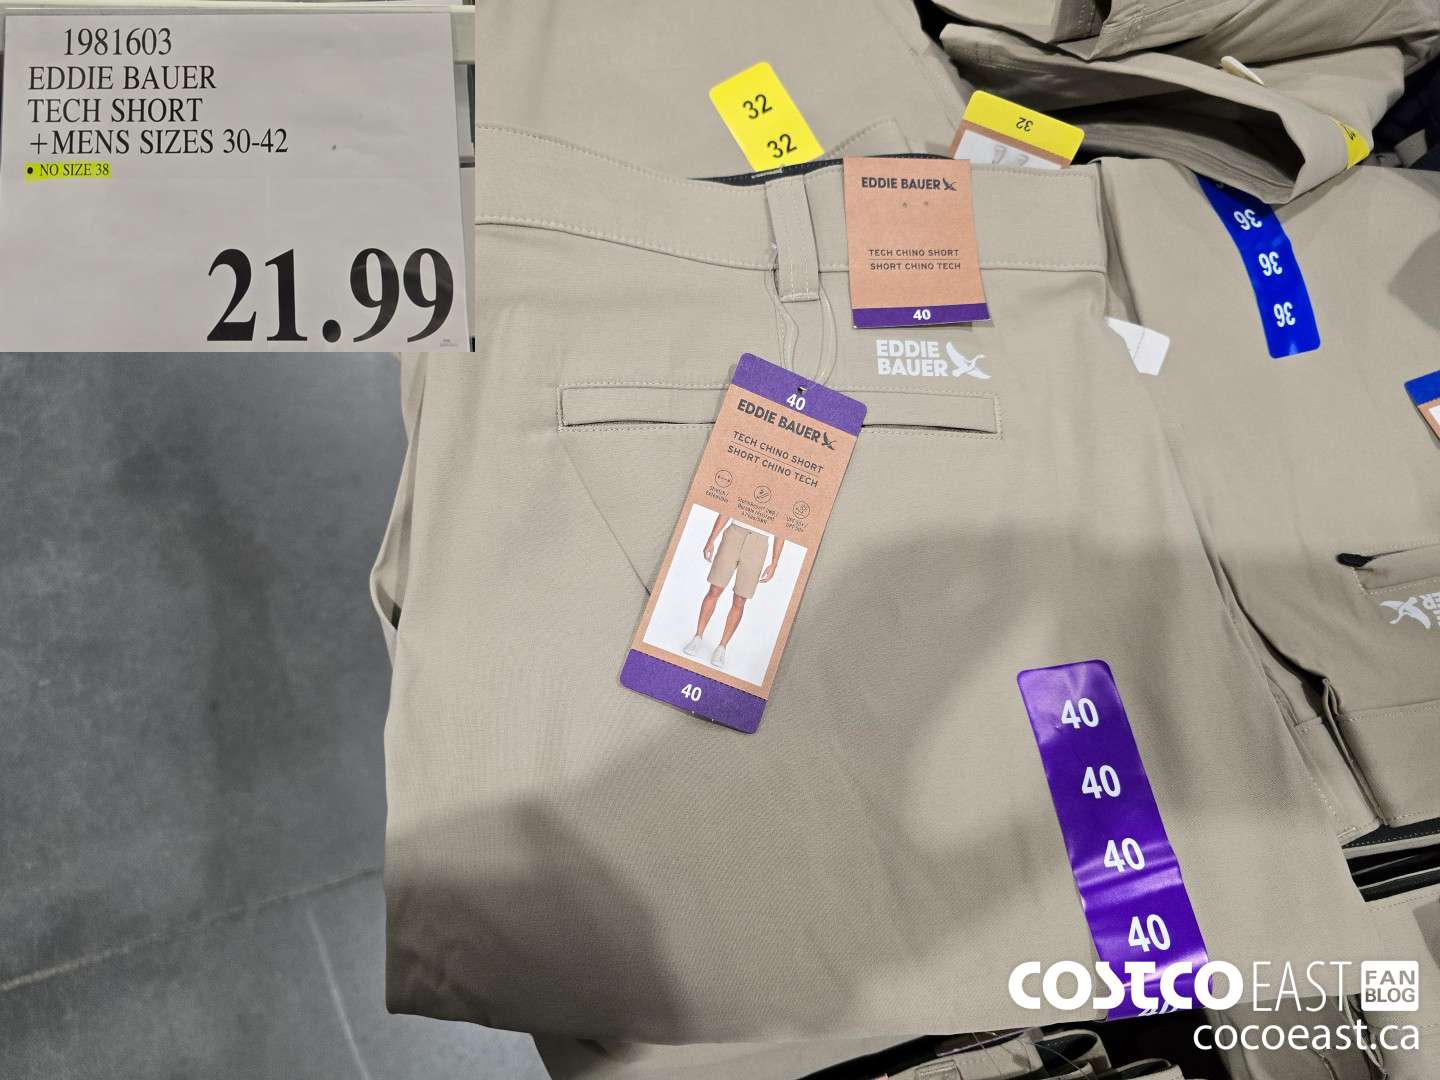 1981603
EDDIE BAUER
TECH SHORT
+MENS SIZES 30-42
• NO SIZE 38
21.99
32
32
32
EDDIE BAUER
TECH CHINO SHORT
SHORT CHINO TECH
40
EDDIE
BAUER
36
36
36
40
EDDIE BAUER
TECH CHINO SHORT
SHORT CHINO TECH
Stretch /
40
40
40
40
40
40
COSTCO EAST FAN BLOG
cocoeast.ca